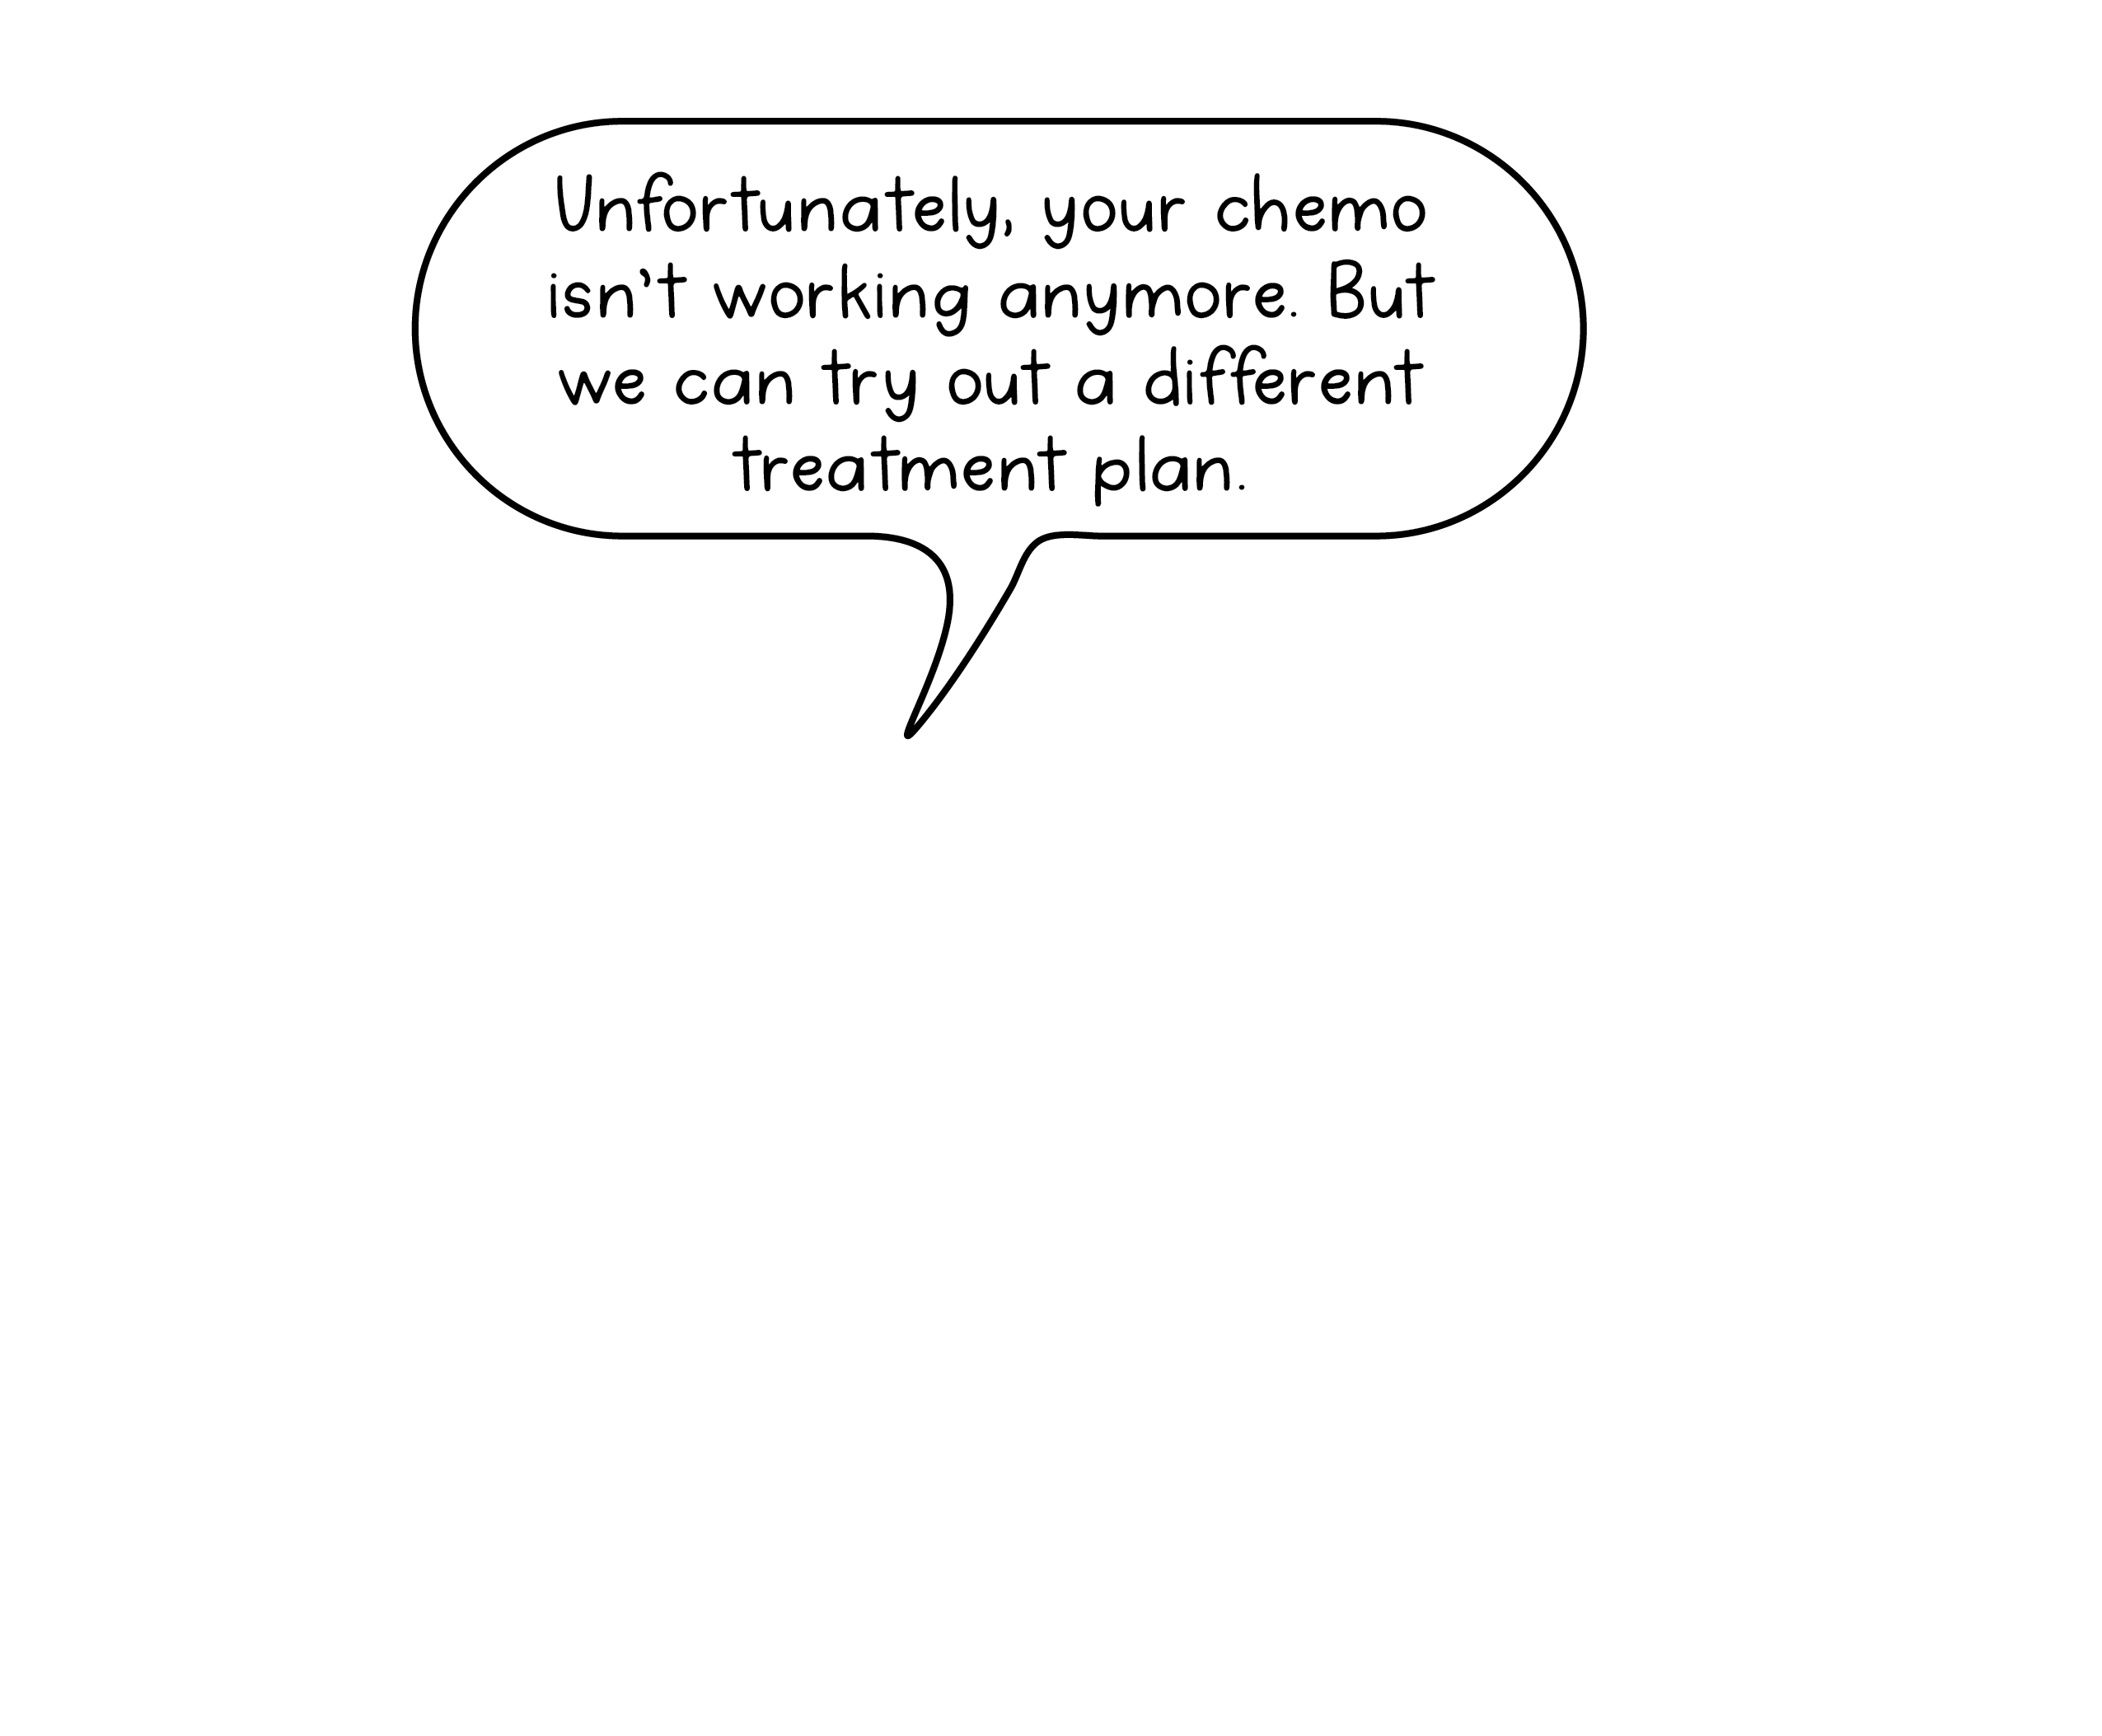 Unfortunately, your chemo
isn't working anymore. But
we can try out a different
treatment plan.